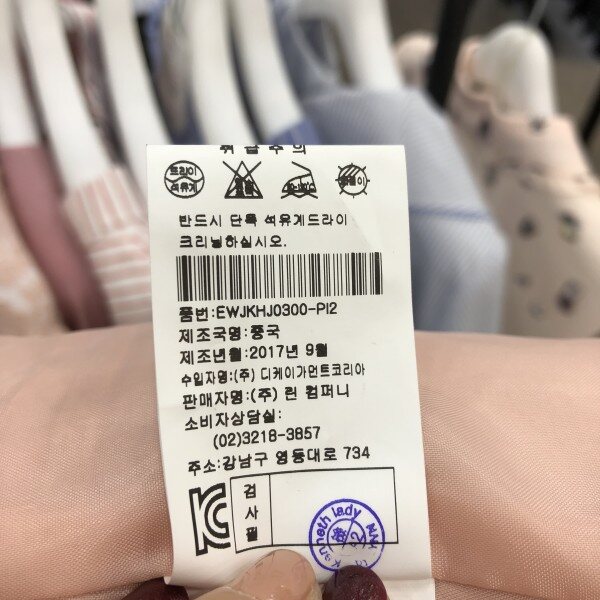 취급주의
드라이
석유계
반드시 단독 석유계드라이
크리닝하십시오.
품번:EWJKHJ0300-PI2
제조국명:중국
제조년월:2017년 9월
수입자명:(주) 디케이가먼트코리아
판매자명:(주) 린 컴퍼니
소비자상담실:
(02)3218-3857
주소:강남구 영동대로 734
검
사
필
Kenneth lady